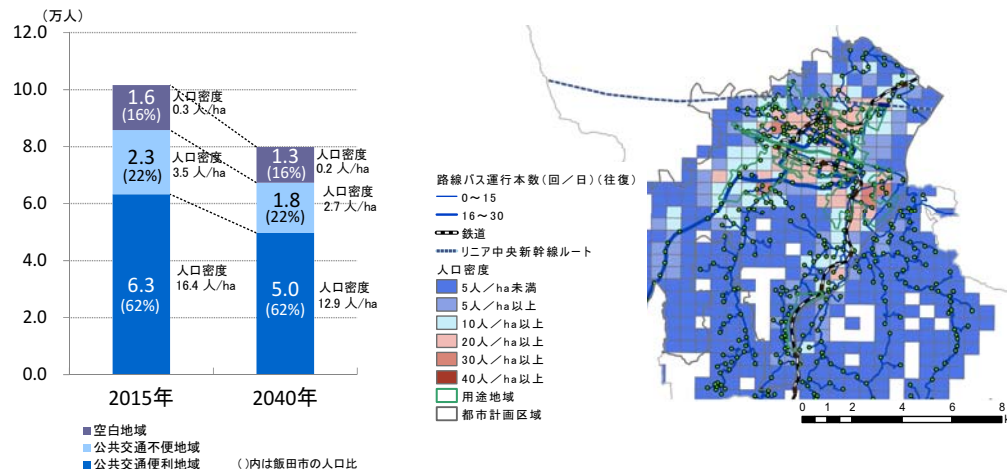 (万人)
12.0
10.0
8.0
6.0
4.0
2.0
0.0
1.6
(16%)
人口密度
0.3 人/ha
2.3
(22%)
人口密度
3.5 人/ha
6.3
(62%)
人口密度
16.4 人/ha
1.3
(16%)
人口密度
0.2 人/ha
1.8
(22%)
人口密度
2.7 人/ha
5.0
(62%)
人口密度
12.9 人/ha
2015年
2040年
空白地域
公共交通不便地域
公共交通便利地域
( )内は飯田市の人口比
路線バス運行本数(回/日)(往復)
0~15
16~30
鉄道
リニア中央新幹線ルート
人口密度
5人/ha未満
5人/ha以上
10人/ha以上
20人/ha以上
30人/ha以上
40人/ha以上
用途地域
都市計画区域
0 1 2 4 6 8